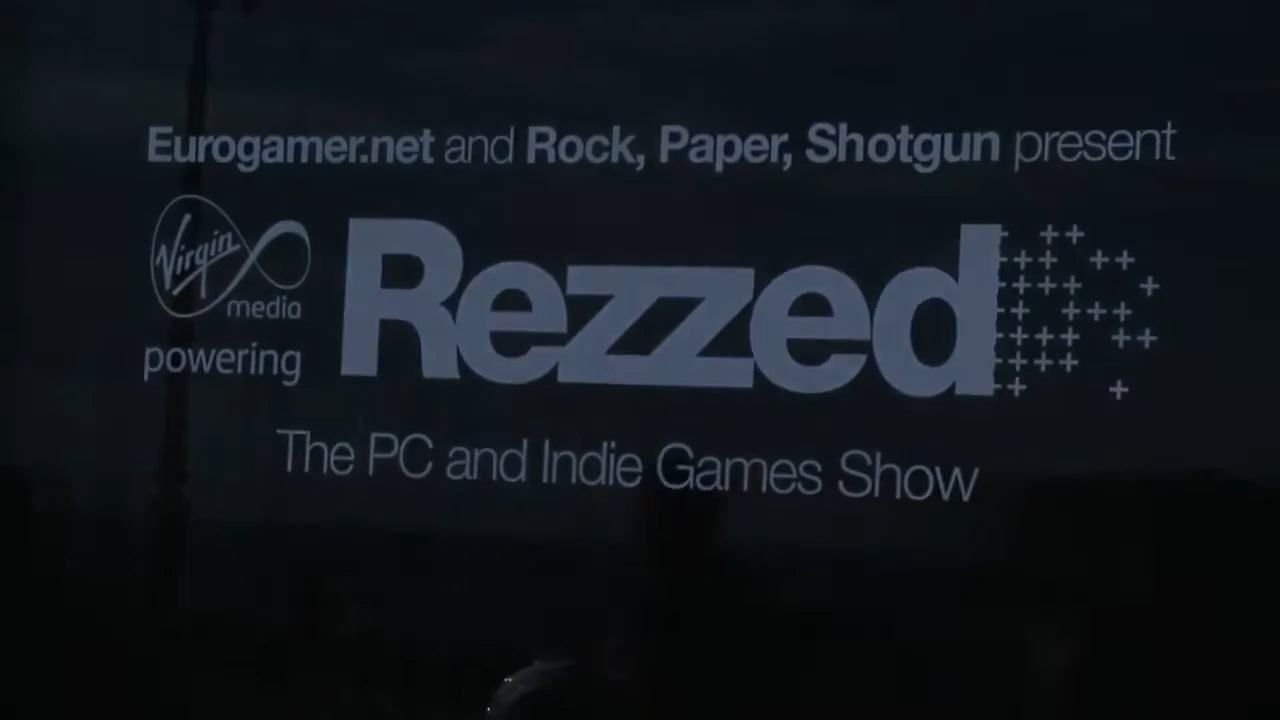 Eurogamer.net and Rock, Paper, Shotgun present
Virgin
media
powering
Rezzed
The PC and Indie Games Show